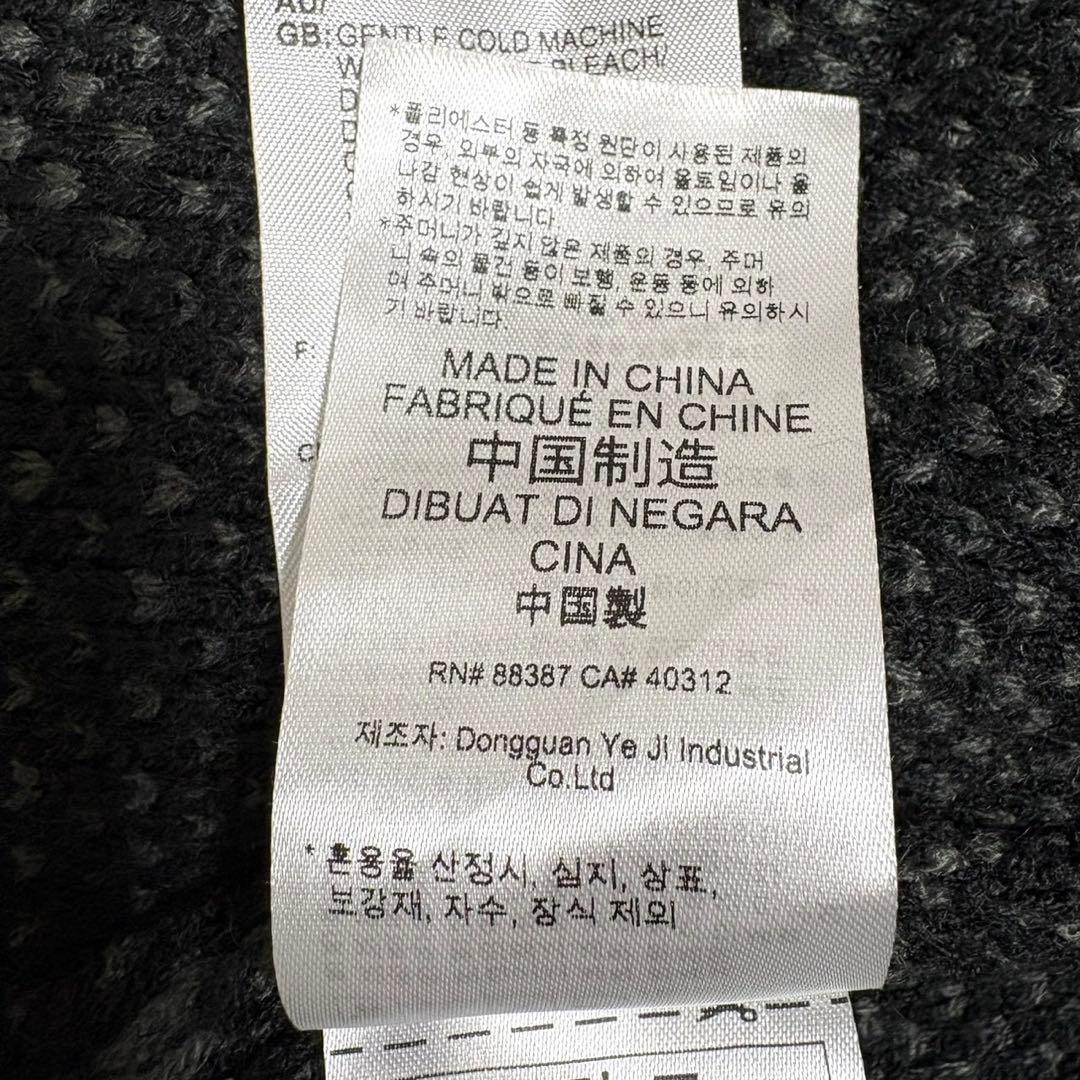 AU/
GB: GENTLE COLD MACHINE
BLEACH/
*폴리에스터 등 특정 원단이 사용된 제품의
경우, 외부의 자극에 의하여 올트임이나 올
나감 현상이 쉽게 발생할 수 있으므로 유의
하시기 바랍니다.
*주머니가 깊지 않은 제품의 경우, 주머
니 속의 물건 등이 보행, 운동 등에 의하
여 주머니 밖으로 빠질 수 있으니 유의하시
기 바랍니다.
F:
MADE IN CHINA
FABRIQUÉ EN CHINE
中国制造
DIBUAT DI NEGARA
CINA
中国製
RN# 88387 CA# 40312
제조자: Dongguan Ye Ji Industrial
Co.Ltd
* 혼용율 산정시, 심지, 상표,
보강재, 자수, 장식 제외